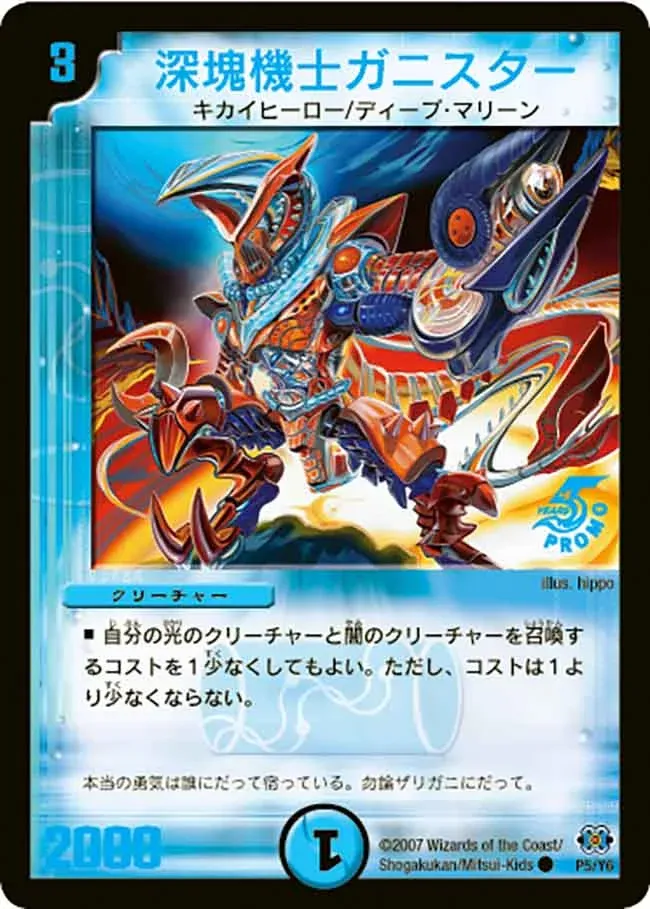 3
深塊機士ガニスター
キカイヒーロー/ディープ・マリーン
5
YEARS
PROMO
illus. hippo
クリーチャー
■ 自分の光のクリーチャーと闇のクリーチャーを召喚す
るコストを1少なくしてもよい。ただし、コストは1よ
り少なくならない。
本当の勇気は誰にだって宿っている。勿論ザリガニにだって。
2000
1
©2007 Wizards of the Coast/
Shogakukan/Mitsui-Kids
P5/Y6